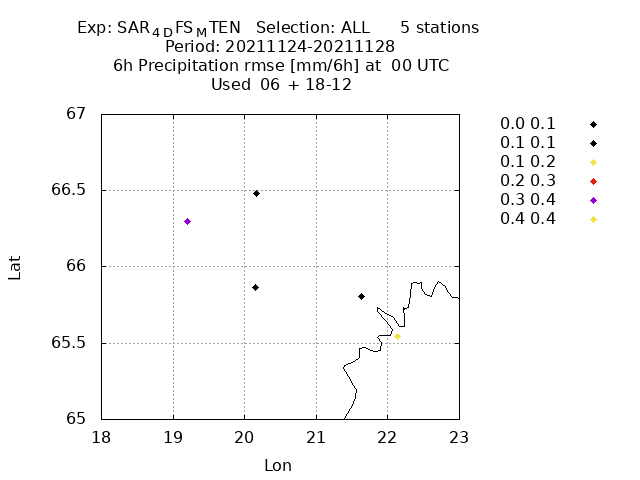 Exp: SAR4DFSMTEN Selection: ALL 5 stations
Period: 20211124-20211128
6h Precipitation rmse [mm/6h] at 00 UTC
Used 06 + 18-12
67
66.5
66
65.5
65
Lat
18 19 20 21 22 23
Lon
0.0 0.1
0.1 0.1
0.1 0.2
0.2 0.3
0.3 0.4
0.4 0.4